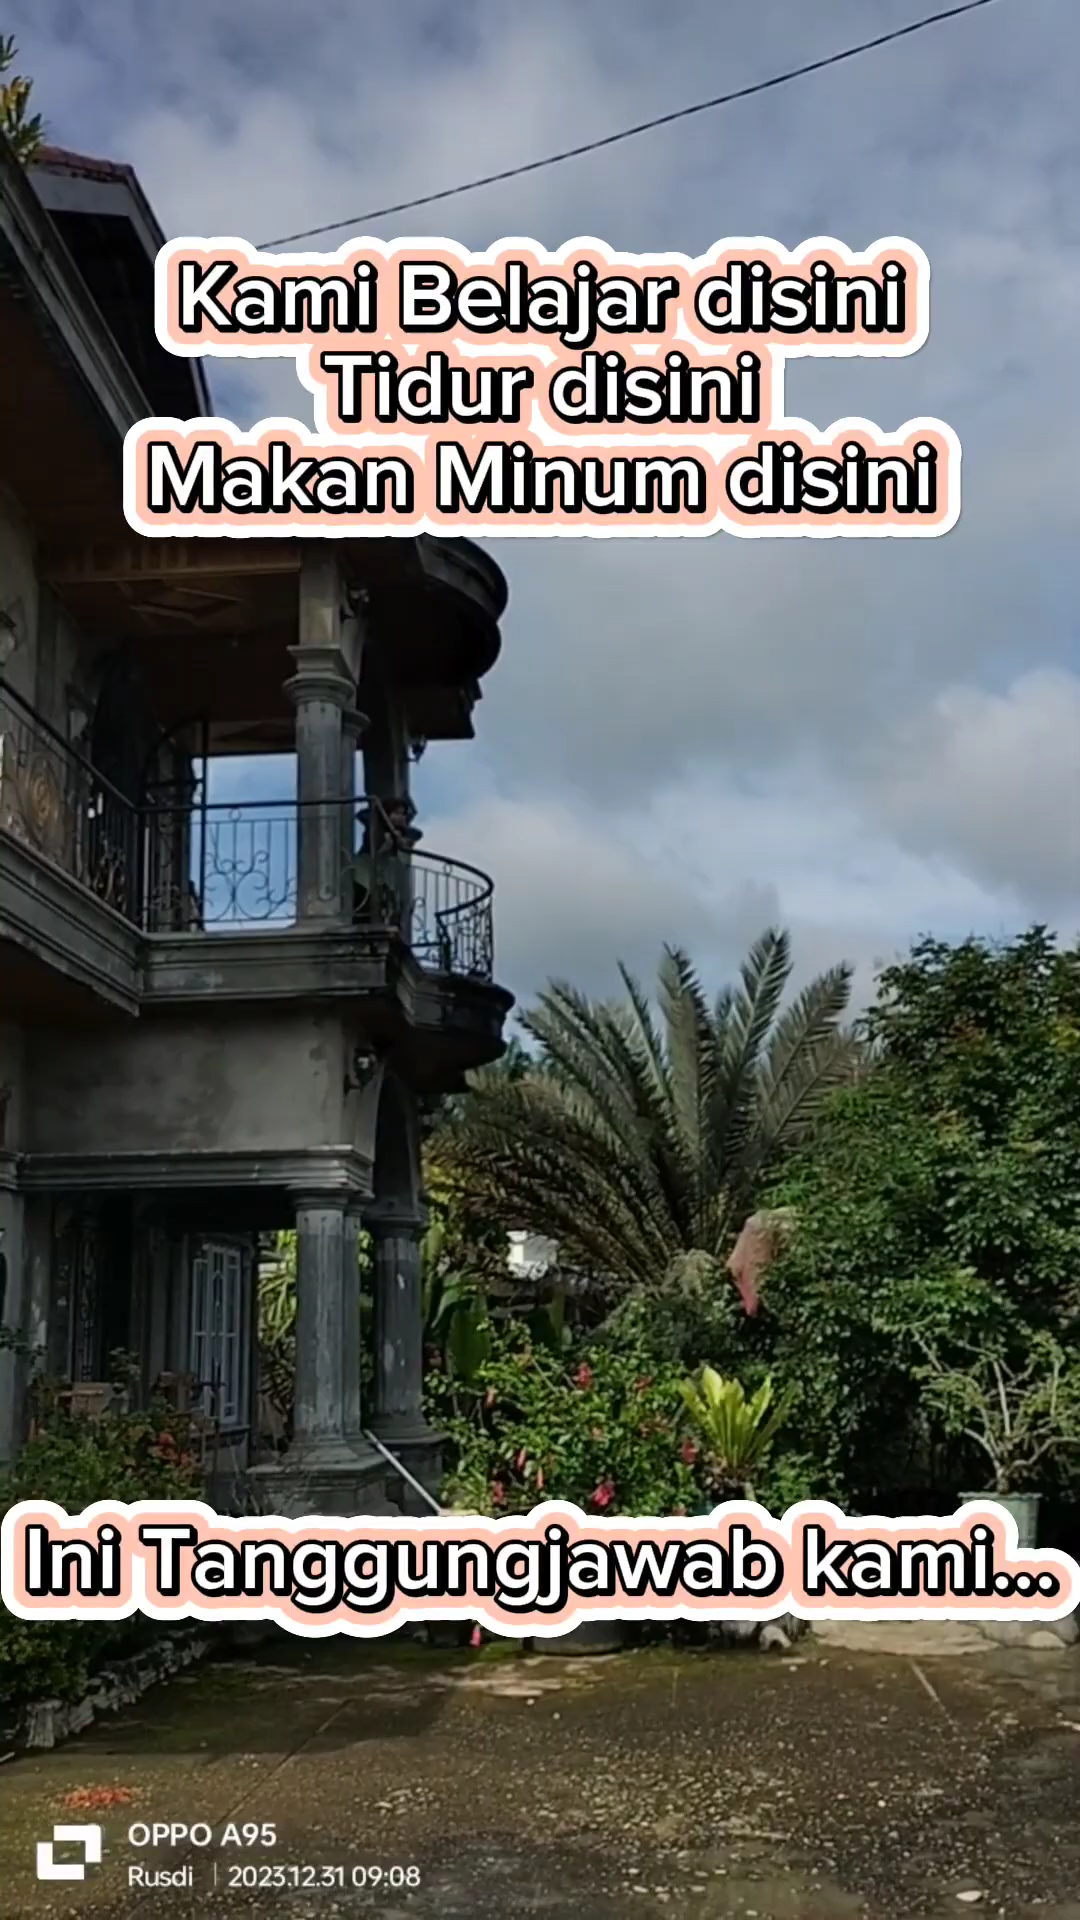 Kami Belajar disini
Tidur disini
Makan Minum disini
Ini Tanggungjawab kami...
OPPO A95
Rusdi | 2023.12.31 09:08